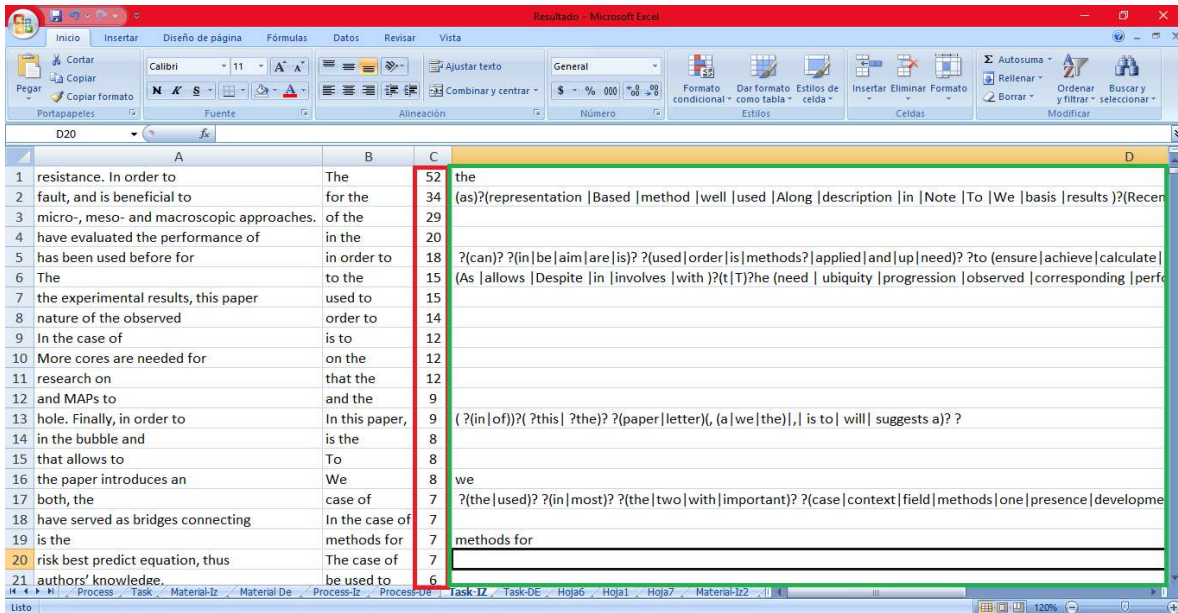 Resultado - Microsoft Excel
Inicio Insertar Diseño de página Fórmulas Datos Revisar Vista
Pegar Cortar Copiar Copiar formato Portapapeles
Calibri 11 N K S Fuente
Ajustar texto Combinar y centrar Alineación
General $ % 000 Número
Formato condicional Dar formato como tabla Estilos de celda Estilos
Insertar Eliminar Formato Celdas
Σ Autosuma Rellenar Borrar Ordenar y filtrar Buscar y seleccionar Modificar
D20 fx
A B C D
1 resistance. In order to The 52 the
2 fault, and is beneficial to for the 34 (as)?(representation |Based |method |well |used |Along |description |in |Note |To |We |basis |results )?(Recen
3 micro-, meso- and macroscopic approaches. of the 29
4 have evaluated the performance of in the 20
5 has been used before for in order to 18 ?(can)? ?(in|be|aim|are|is)? ?(used|order|is|methods?|applied|and|up|need)? ?to (ensure|achieve|calculate|
6 The to the 15 (As |allows |Despite |in |involves |with )?(t|T)?he (need | ubiquity |progression |observed |corresponding |perfo
7 the experimental results, this paper used to 15
8 nature of the observed order to 14
9 In the case of is to 12
10 More cores are needed for on the 12
11 research on that the 12
12 and MAPs to and the 9
13 hole. Finally, in order to In this paper, 9 ( ?(in|of))?( ?this| ?the)? ?(paper|letter)(, (a|we|the)|,| is to| will| suggests a)? ?
14 in the bubble and is the 8
15 that allows to To 8
16 the paper introduces an We 8 we
17 both, the case of 7 ?(the|used)? ?(in|most)? ?(the|two|with|important)? ?(case|context|field|methods|one|presence|developme
18 have served as bridges connecting In the case of 7
19 is the methods for 7 methods for
20 risk best predict equation, thus The case of 7
21 authors' knowledge. be used to 6
Process Task Material-Iz Material De Process-Iz Process-De Task-IZ Task-DE Hoja6 Hoja1 Hoja7 Material-Iz2
Listo 120%